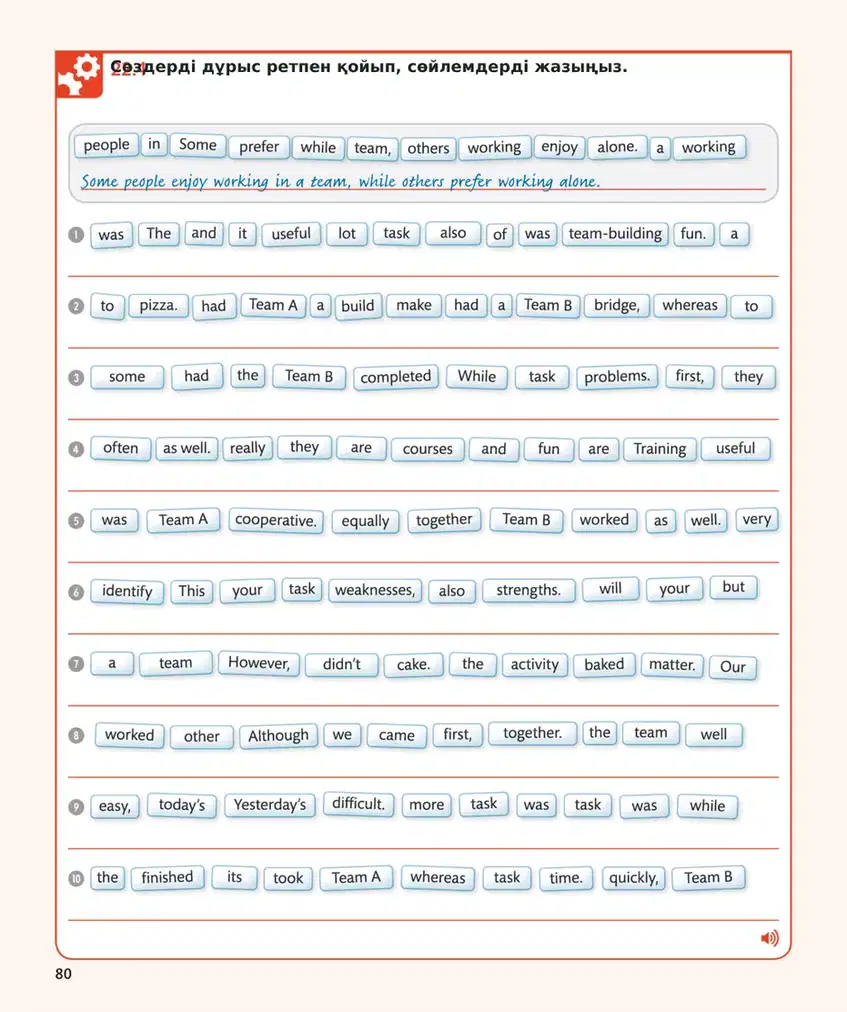 22.4 Сөздерді дұрыс ретпен қойып, сөйлемдерді жазыңыз.
people in Some prefer while team, others working enjoy alone. a working
Some people enjoy working in a team, while others prefer working alone.
1 was The and it useful lot task also of was team-building fun. a
2 to pizza. had Team A a build make had a Team B bridge, whereas to
3 some had the Team B completed While task problems. first, they
4 often as well. really they are courses and fun are Training useful
5 was Team A cooperative. equally together Team B worked as well. very
6 identify This your task weaknesses, also strengths. will your but
7 a team However, didn't cake. the activity baked matter. Our
8 worked other Although we came first, together. the team well
9 easy, today's Yesterday's difficult. more task was task was while
10 the finished its took Team A whereas task time. quickly, Team B
80